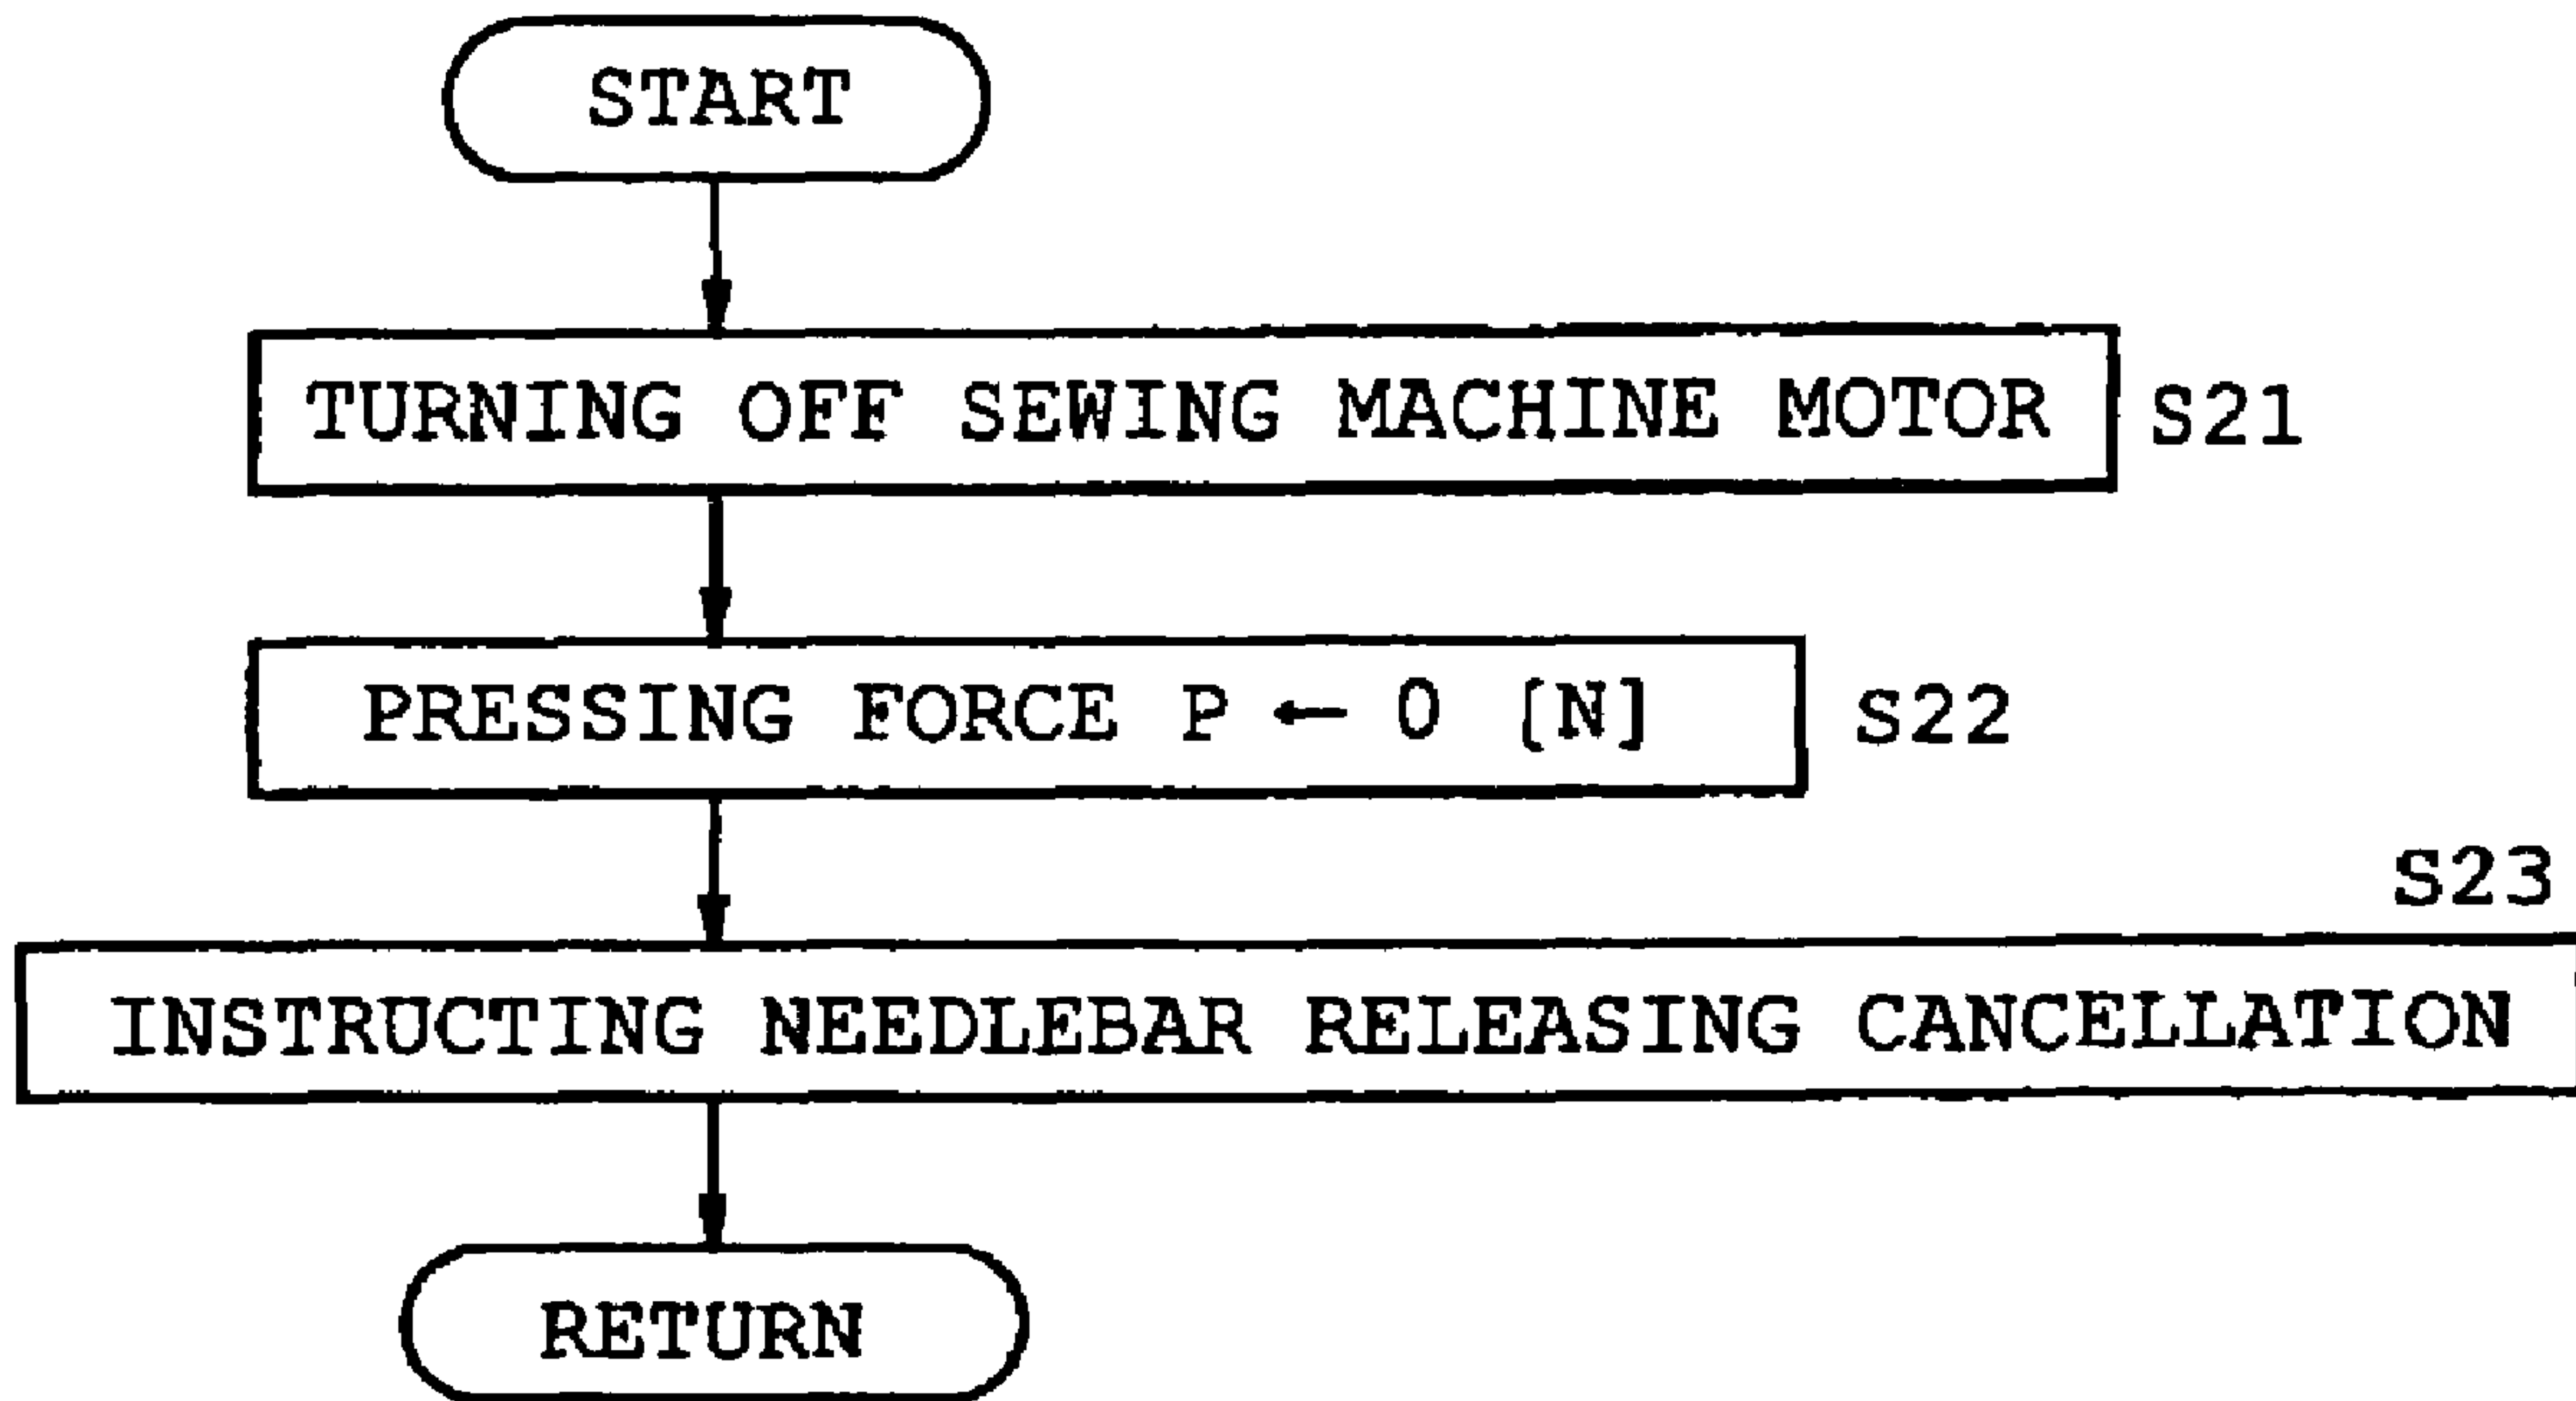 START
TURNING OFF SEWING MACHINE MOTOR S21
PRESSING FORCE P ← 0 [N] S22
S23
INSTRUCTING NEEDLEBAR RELEASING CANCELLATION
RETURN